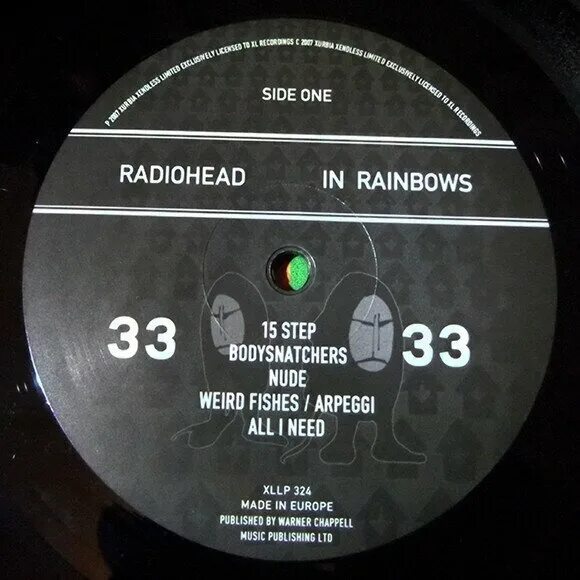 P 2007 XURBIA XENDLESS LIMITED EXCLUSIVELY LICENSED TO XL RECORDINGS C 2007 XURBIA XENDLESS LIMITED EXCLUSIVELY LICENSED TO XL RECORDINGS
SIDE ONE
RADIOHEAD IN RAINBOWS
33 33
15 STEP
BODYSNATCHERS
NUDE
WEIRD FISHES / ARPEGGI
ALL I NEED
XLLP 324
MADE IN EUROPE
PUBLISHED BY WARNER CHAPPELL
MUSIC PUBLISHING LTD